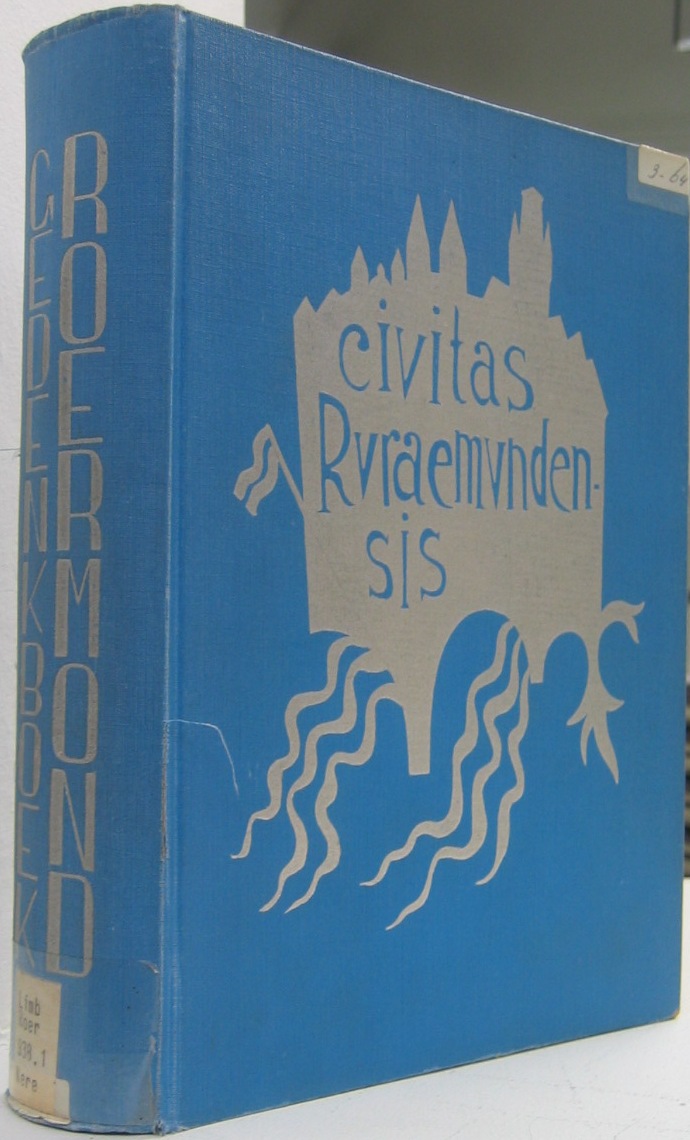 GEDENKBOEK
ROERMOND
civitas
Rvraemvnden-
sis
3-64
Limb
Roer
938.1